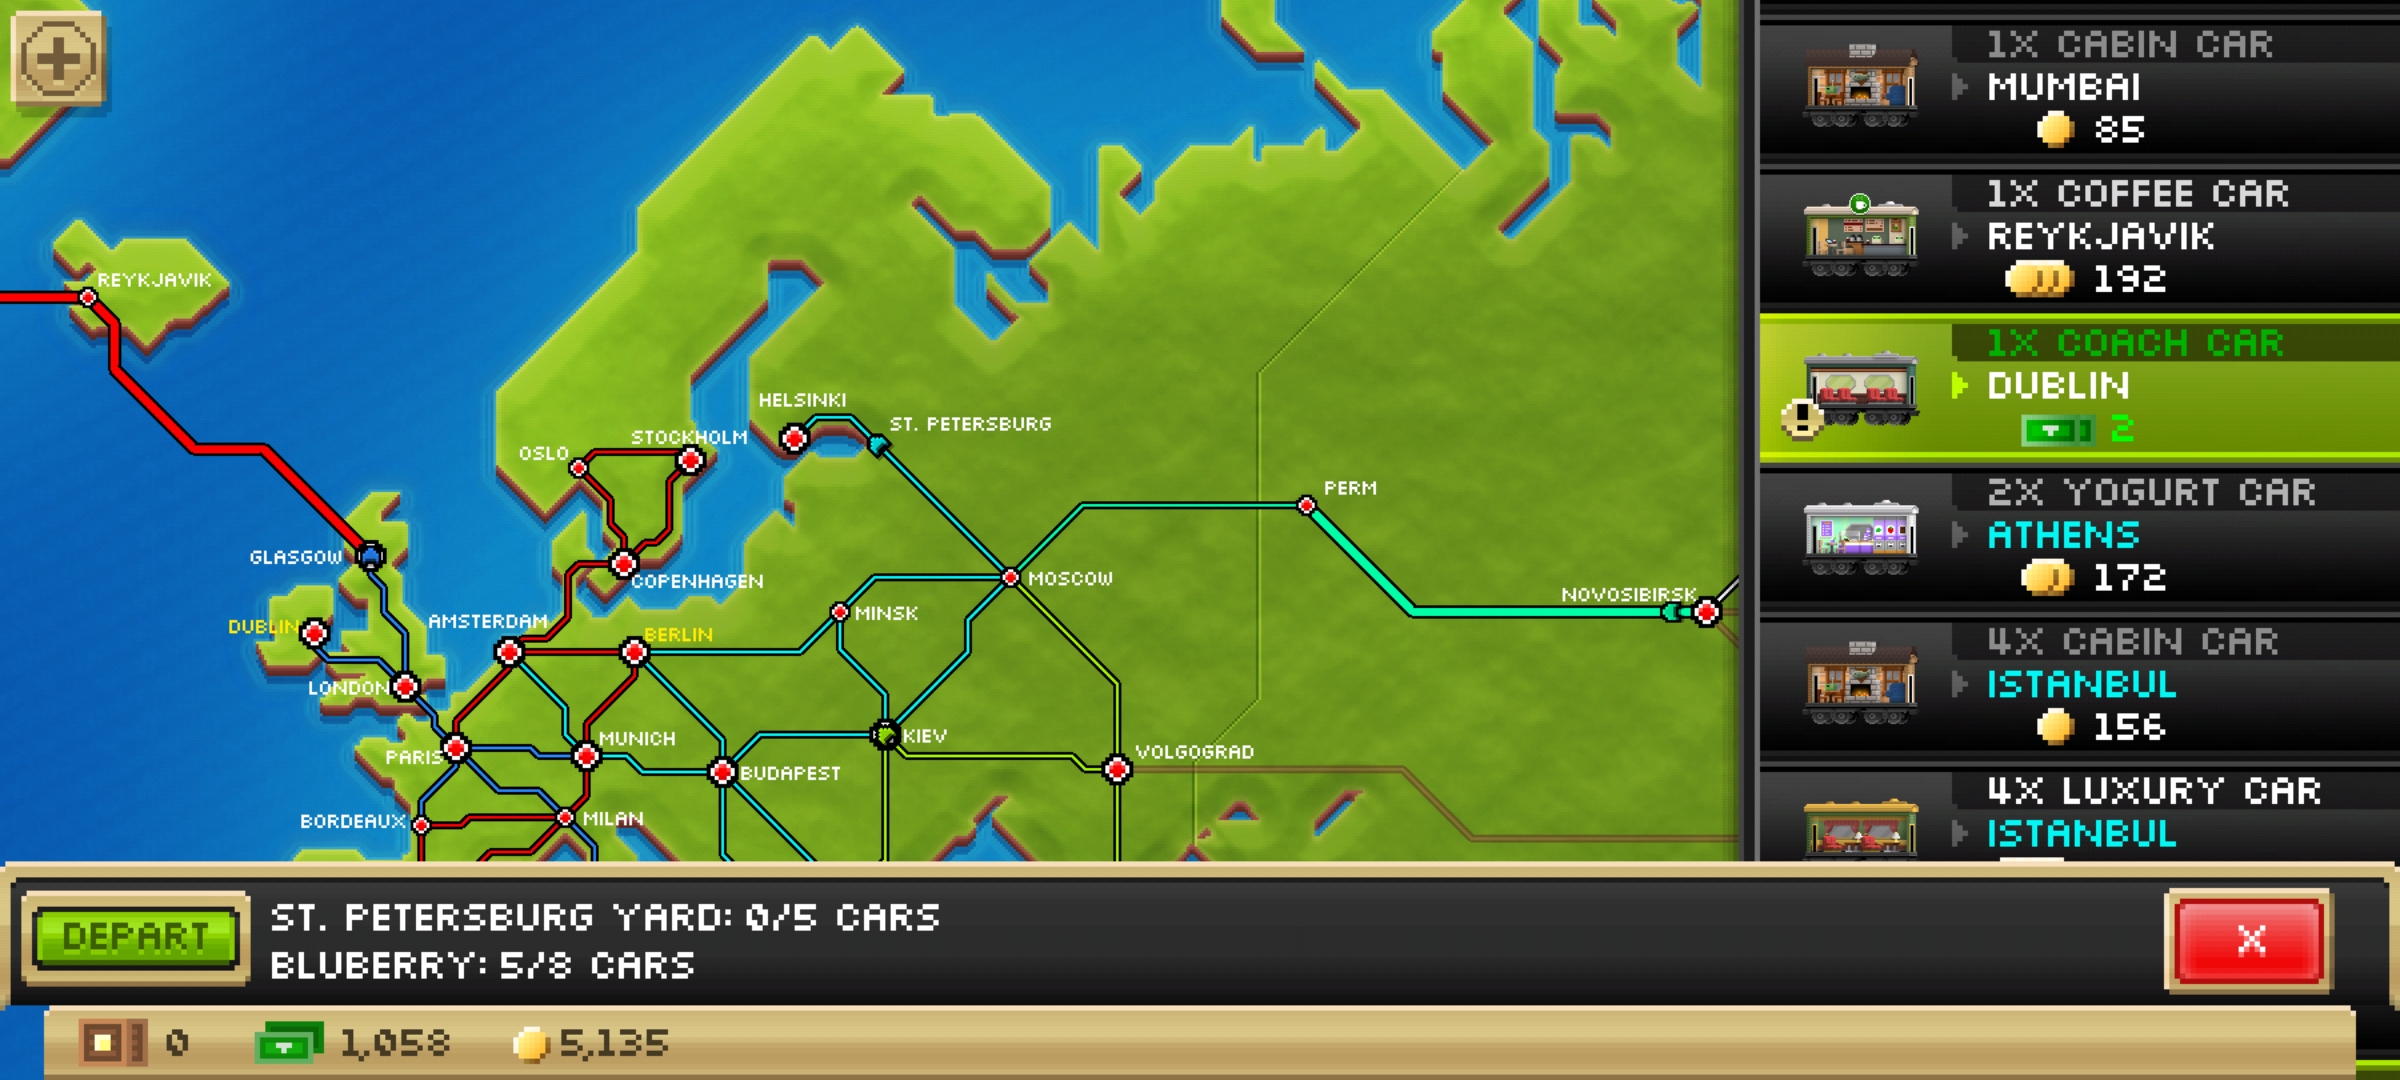 REYKJAVIK
HELSINKI
ST. PETERSBURG
STOCKHOLM
OSLO
PERM
GLASGOW
COPENHAGEN
MOSCOW
NOVOSIBIRSK
DUBLIN
AMSTERDAM
MINSK
BERLIN
LONDON
MUNICH
KIEV
VOLGOGRAD
PARIS
BUDAPEST
BORDEAUX
MILAN
1X CABIN CAR
MUMBAI
85
1X COFFEE CAR
REYKJAVIK
192
1X COACH CAR
DUBLIN
2
2X YOGURT CAR
ATHENS
172
4X CABIN CAR
ISTANBUL
156
4X LUXURY CAR
ISTANBUL
DEPART
ST. PETERSBURG YARD: 0/5 CARS
BLUBERRY: 5/8 CARS
X
0
1,058
5,135